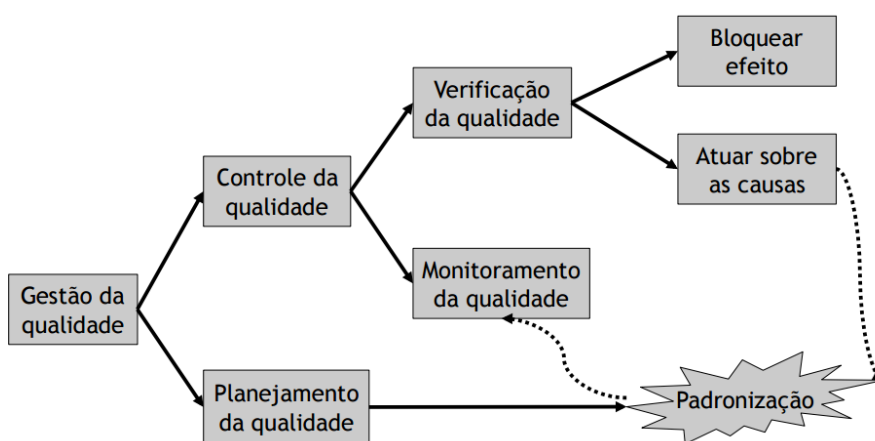 Bloquear
efeito
Verificação
da qualidade
Atuar sobre
as causas
Controle da
qualidade
Monitoramento
da qualidade
Gestão da
qualidade
Planejamento
da qualidade
Padronização